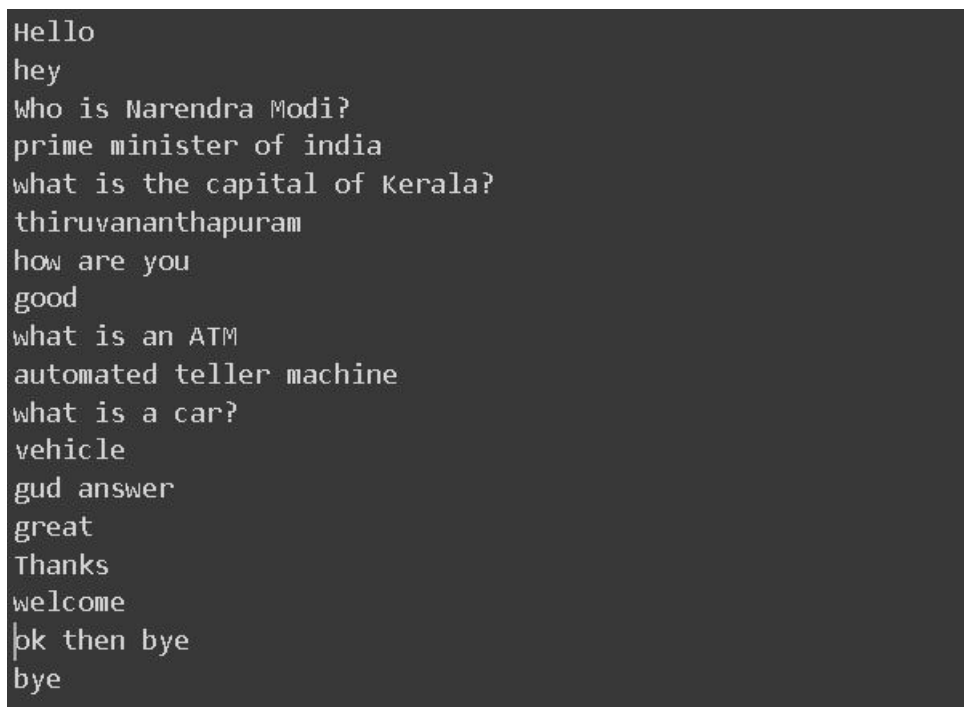 Hello
hey
Who is Narendra Modi?
prime minister of india
what is the capital of Kerala?
thiruvananthapuram
how are you
good
what is an ATM
automated teller machine
what is a car?
vehicle
gud answer
great
Thanks
welcome
ok then bye
bye